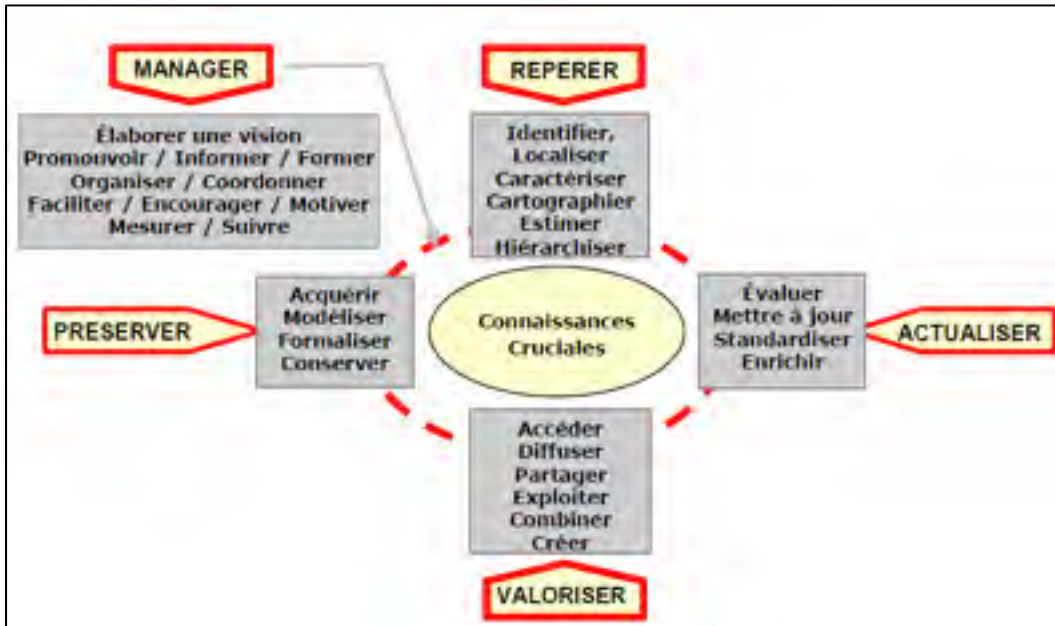 MANAGER
Élaborer une vision
Promouvoir / Informer / Former
Organiser / Coordonner
Faciliter / Encourager / Motiver
Mesurer / Suivre
REPERER
Identifier,
Localiser
Caractériser
Cartographier
Estimer
Hiérarchiser
PRESERVER
Acquérir
Modéliser
Formaliser
Conserver
Connaissances
Cruciales
Évaluer
Mettre à jour
Standardiser
Enrichir
ACTUALISER
Accéder
Diffuser
Partager
Exploiter
Combiner
Créer
VALORISER